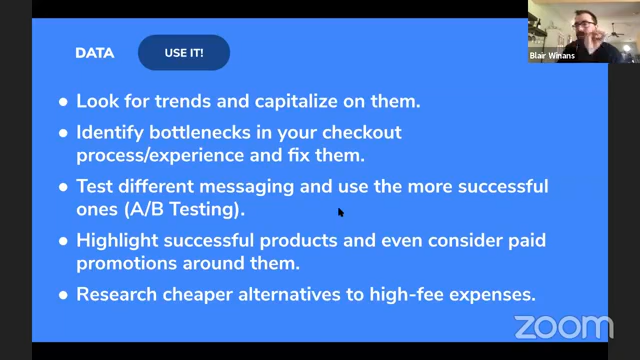 DATA
USE IT!
Blair Winans
● Look for trends and capitalize on them.
● Identify bottlenecks in your checkout
process/experience and fix them.
● Test different messaging and use the more successful
ones (A/B Testing).
● Highlight successful products and even consider paid
promotions around them.
● Research cheaper alternatives to high-fee expenses.
zoom